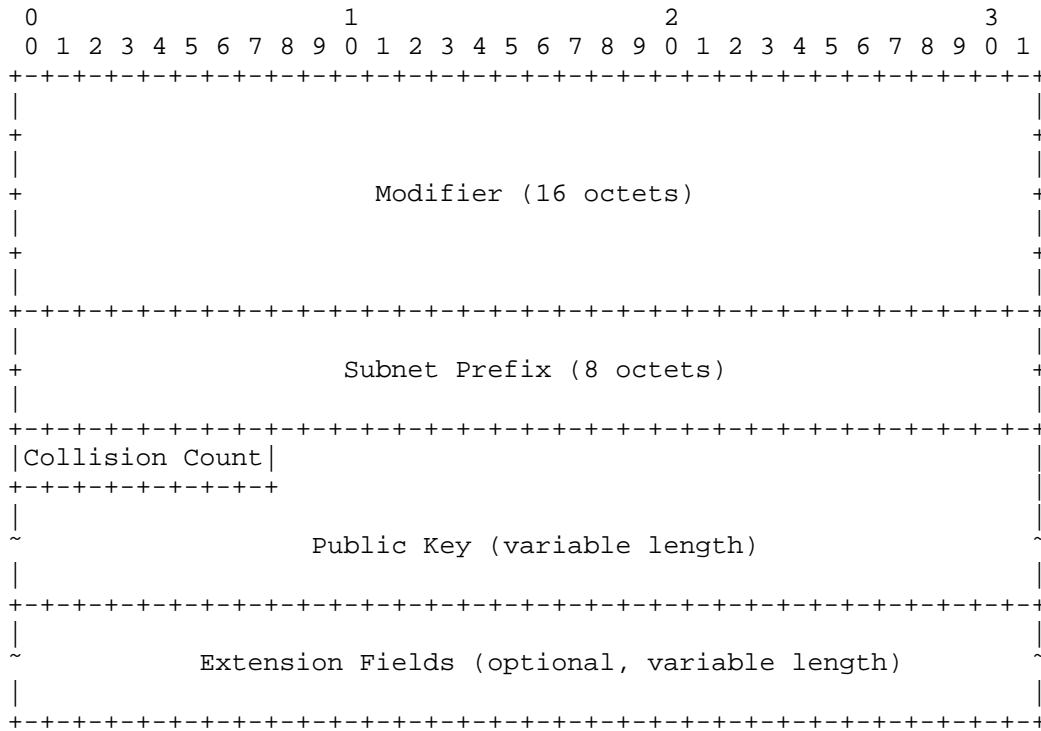 0                   1                   2                   3
 0 1 2 3 4 5 6 7 8 9 0 1 2 3 4 5 6 7 8 9 0 1 2 3 4 5 6 7 8 9 0 1
+-+-+-+-+-+-+-+-+-+-+-+-+-+-+-+-+-+-+-+-+-+-+-+-+-+-+-+-+-+-+-+-+
|                                                               |
+                                                               +
|                                                               |
+                      Modifier (16 octets)                     +
|                                                               |
+                                                               +
|                                                               |
+-+-+-+-+-+-+-+-+-+-+-+-+-+-+-+-+-+-+-+-+-+-+-+-+-+-+-+-+-+-+-+-+
|                                                               |
+                    Subnet Prefix (8 octets)                   +
|                                                               |
+-+-+-+-+-+-+-+-+-+-+-+-+-+-+-+-+-+-+-+-+-+-+-+-+-+-+-+-+-+-+-+-+
|Collision Count|                                               |
+-+-+-+-+-+-+-+-+                                               |
|                                                               |
~                  Public Key (variable length)                 ~
|                                                               |
+-+-+-+-+-+-+-+-+-+-+-+-+-+-+-+-+-+-+-+-+-+-+-+-+-+-+-+-+-+-+-+-+
|                                                               |
~           Extension Fields (optional, variable length)        ~
|                                                               |
+-+-+-+-+-+-+-+-+-+-+-+-+-+-+-+-+-+-+-+-+-+-+-+-+-+-+-+-+-+-+-+-+